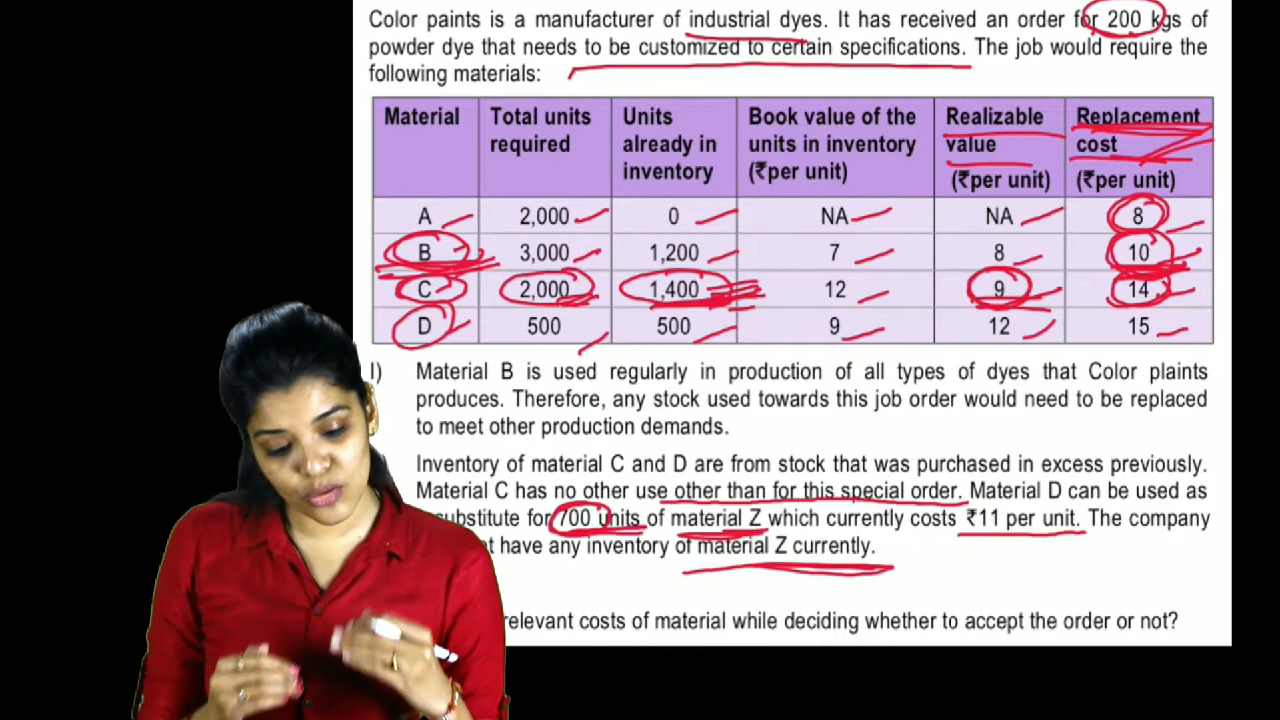 Color paints is a manufacturer of industrial dyes. It has received an order for 200 kgs of
powder dye that needs to be customized to certain specifications. The job would require the
following materials:
Material Total units required Units already in inventory Book value of the units in inventory (₹per unit) Realizable value (₹per unit) Replacement cost (₹per unit)
A 2,000 0 NA NA 8
B 3,000 1,200 7 8 10
C 2,000 1,400 12 9 14
D 500 500 9 12 15
I) Material B is used regularly in production of all types of dyes that Color plaints
produces. Therefore, any stock used towards this job order would need to be replaced
to meet other production demands.
Inventory of material C and D are from stock that was purchased in excess previously.
Material C has no other use other than for this special order. Material D can be used as
substitute for 700 units of material Z which currently costs ₹11 per unit. The company
have any inventory of material Z currently.
relevant costs of material while deciding whether to accept the order or not?